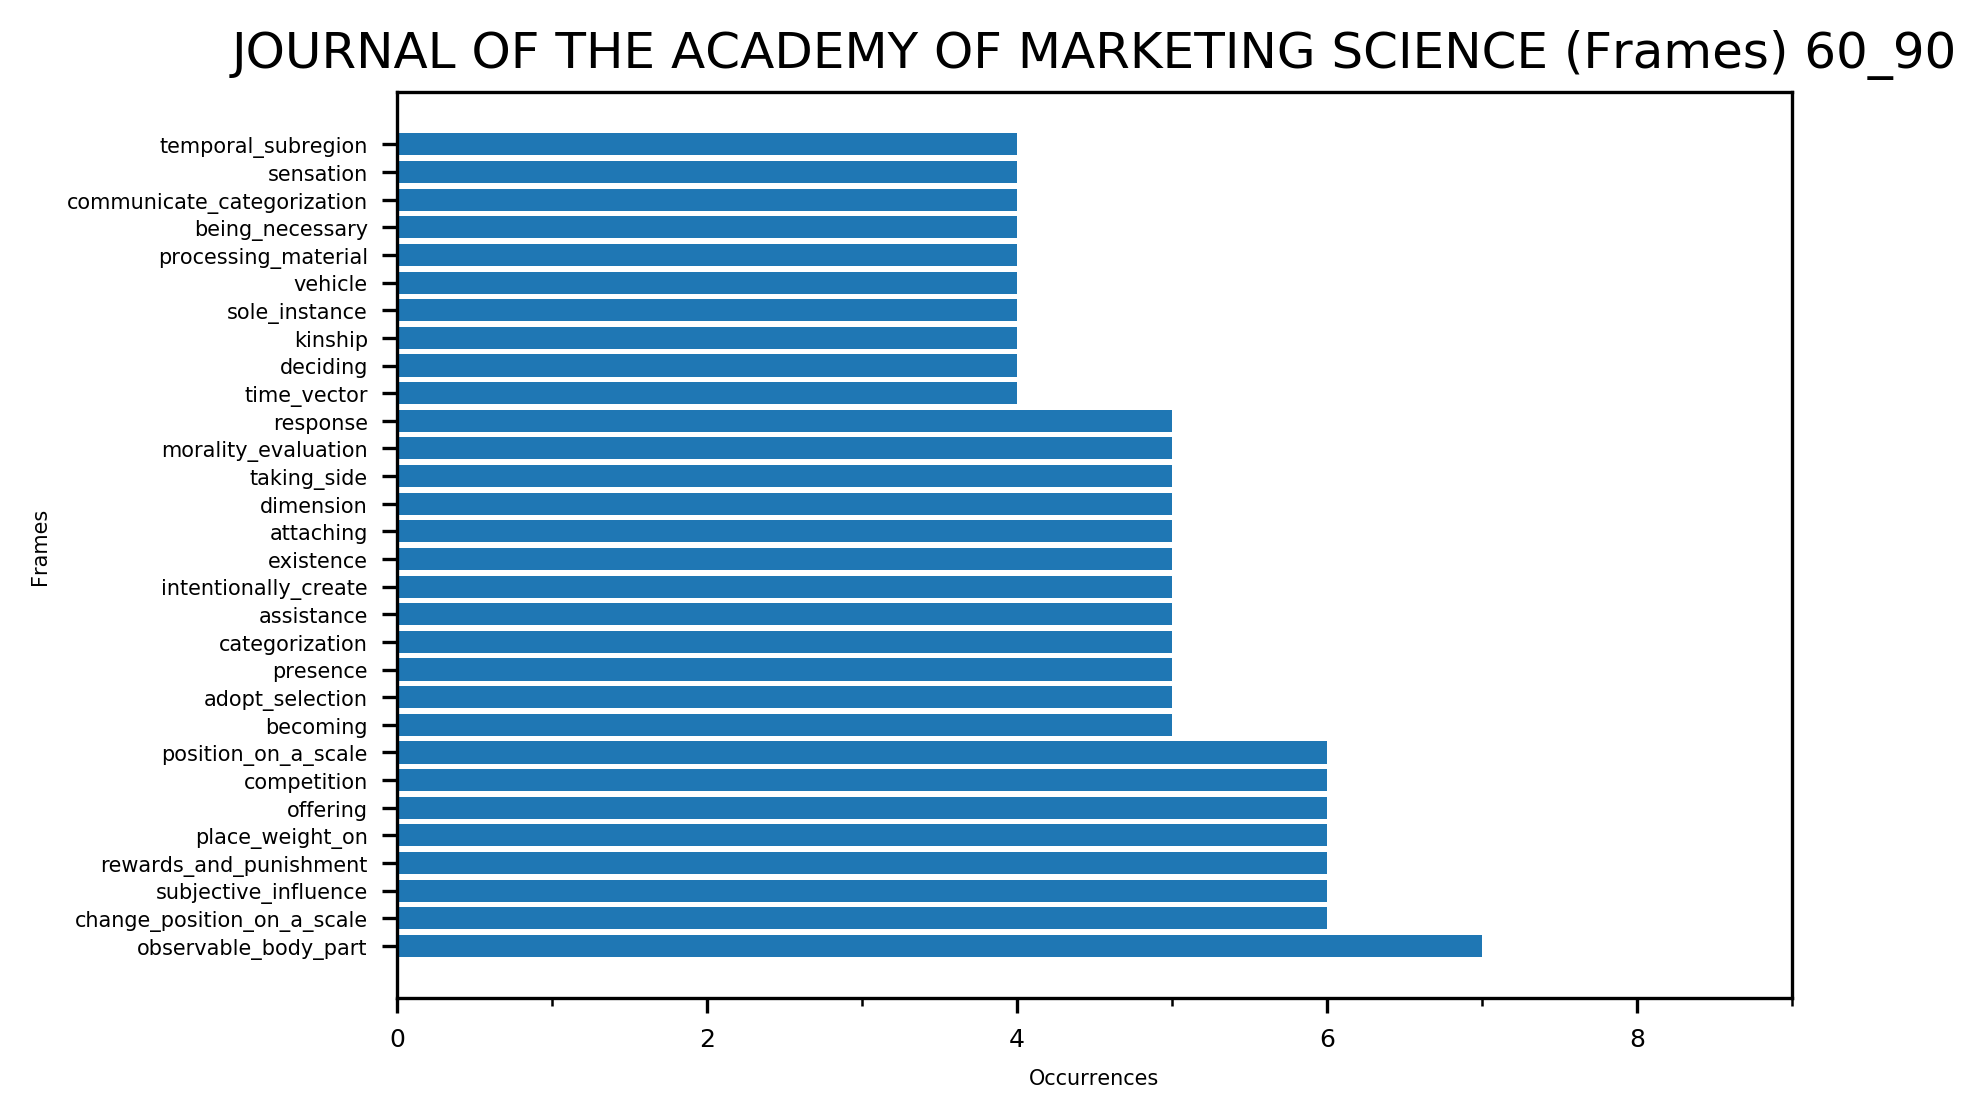 JOURNAL OF THE ACADEMY OF MARKETING SCIENCE (Frames) 60_90
temporal_subregion
sensation
communicate_categorization
being_necessary
processing_material
vehicle
sole_instance
kinship
deciding
time_vector
response
morality_evaluation
taking_side
dimension
attaching
existence
intentionally_create
assistance
categorization
presence
adopt_selection
becoming
position_on_a_scale
competition
offering
place_weight_on
rewards_and_punishment
subjective_influence
change_position_on_a_scale
observable_body_part
Frames
0 2 4 6 8
Occurrences